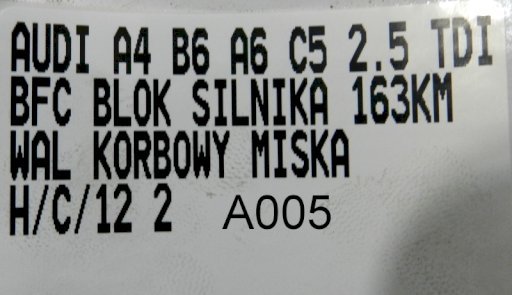 AUDI A4 B6 A6 C5 2.5 TDI
BFC BLOK SILNIKA 163KM
WAL KORBOWY MISKA
H/C/12 2 A005